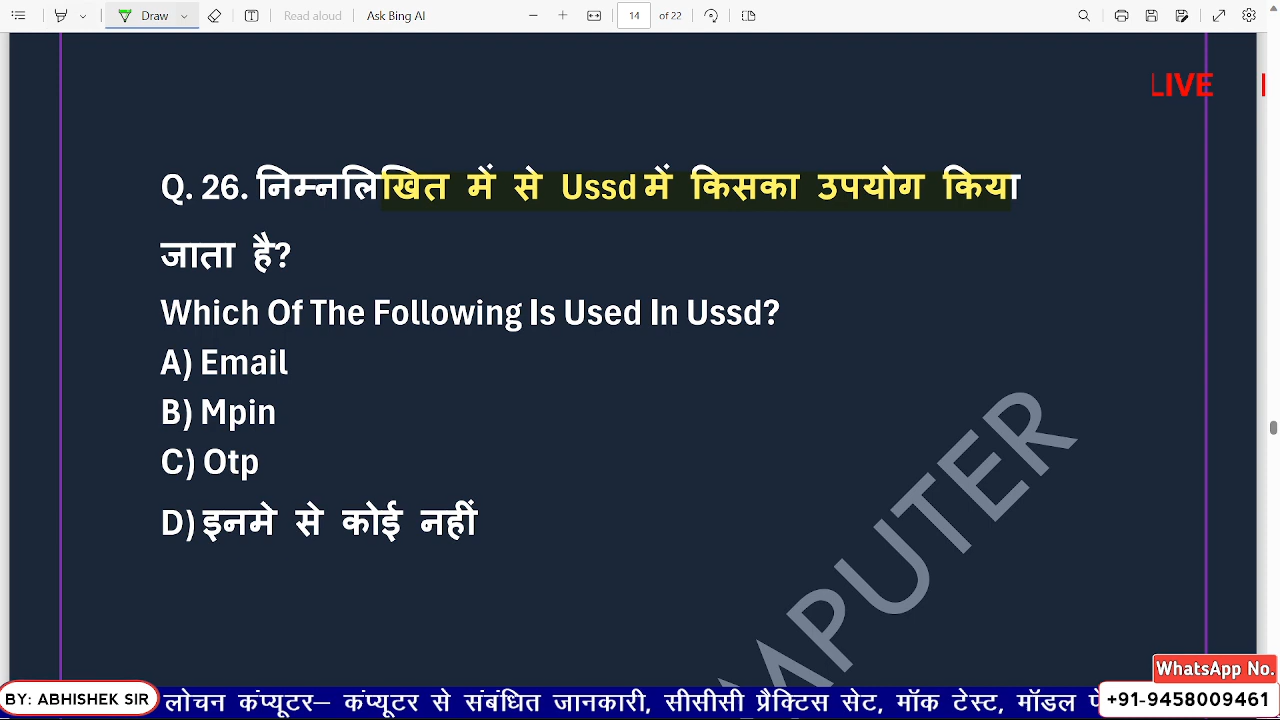 Draw
Read aloud
Ask Bing AI
14 of 22
LIVE
Q. 26. निम्नलिखित में से Ussd में किसका उपयोग किया
जाता है?
Which Of The Following Is Used In Ussd?
A) Email
B) Mpin
C) Otp
D) इनमे से कोई नहीं
MPUTER
WhatsApp No.
BY: ABHISHEK SIR
लोचन कंप्यूटर– कंप्यूटर से संबंधित जानकारी, सीसीसी प्रैक्टिस सेट, मॉक टेस्ट, मॉडल पे
+91-9458009461